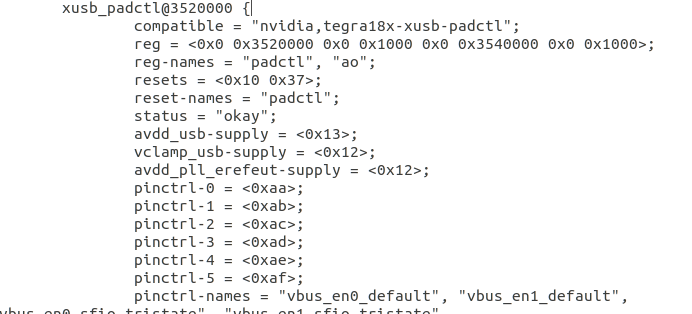 xusb_padctl@3520000 {
compatible = "nvidia,tegra18x-xusb-padctl";
reg = <0x0 0x3520000 0x0 0x1000 0x0 0x3540000 0x0 0x1000>;
reg-names = "padctl", "ao";
resets = <0x10 0x37>;
reset-names = "padctl";
status = "okay";
avdd_usb-supply = <0x13>;
vclamp_usb-supply = <0x12>;
avdd_pll_erefeut-supply = <0x12>;
pinctrl-0 = <0xaa>;
pinctrl-1 = <0xab>;
pinctrl-2 = <0xac>;
pinctrl-3 = <0xad>;
pinctrl-4 = <0xae>;
pinctrl-5 = <0xaf>;
pinctrl-names = "vbus_en0_default", "vbus_en1_default",
vbus_en0_sfio_tristate", "vbus_en1_sfio_tristate"